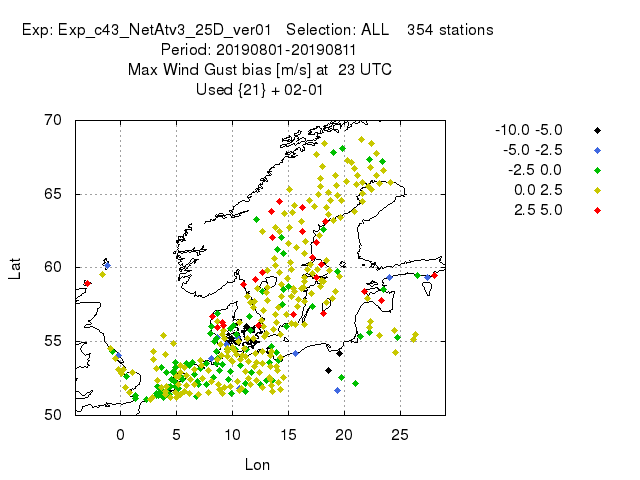 Exp: Exp_c43_NetAtv3_25D_ver01   Selection: ALL    354 stations
Period: 20190801-20190811
Max Wind Gust bias [m/s] at  23 UTC
Used {21} + 02-01
-10.0 -5.0
-5.0 -2.5
-2.5 0.0
0.0 2.5
2.5 5.0
70
65
60
55
50
Lat
0 5 10 15 20 25
Lon